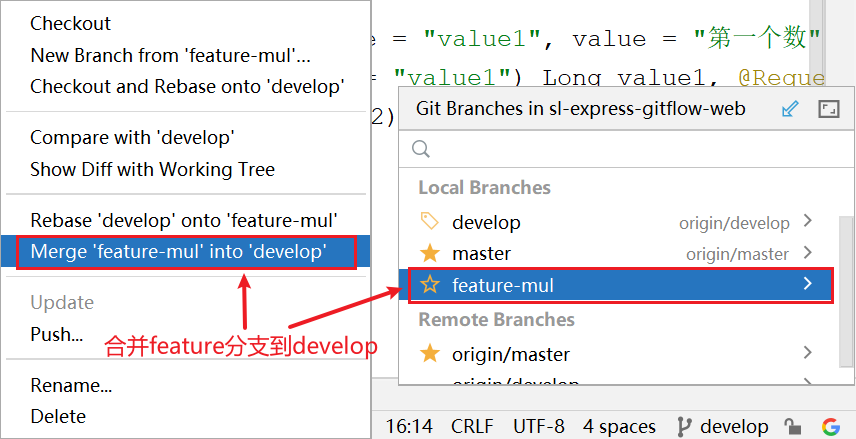 Checkout
New Branch from 'feature-mul'...
Checkout and Rebase onto 'develop'
Compare with 'develop'
Show Diff with Working Tree
Rebase 'develop' onto 'feature-mul'
Merge 'feature-mul' into 'develop'
Update
Push...
合并feature分支到develop
Rename...
Delete
e = "value1", value = "第一个数"
= "value1") Long value1, @Reque
2)
Git Branches in sl-express-gitflow-web
Local Branches
develop origin/develop
master origin/master
feature-mul
Remote Branches
origin/master
origin/develop
16:14 CRLF UTF-8 4 spaces develop